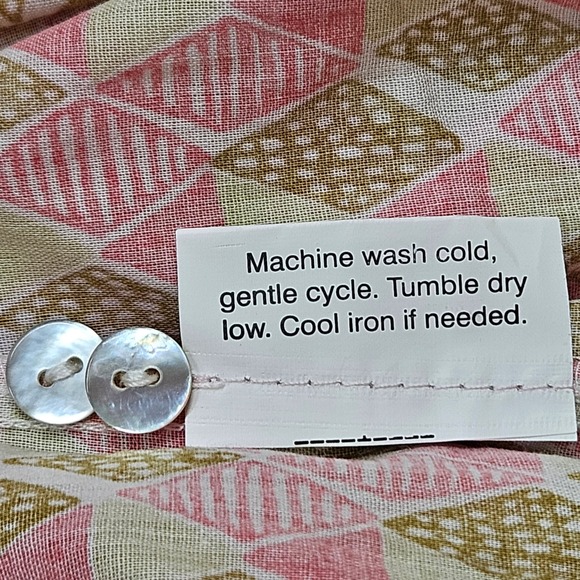 Machine wash cold,
gentle cycle. Tumble dry
low. Cool iron if needed.